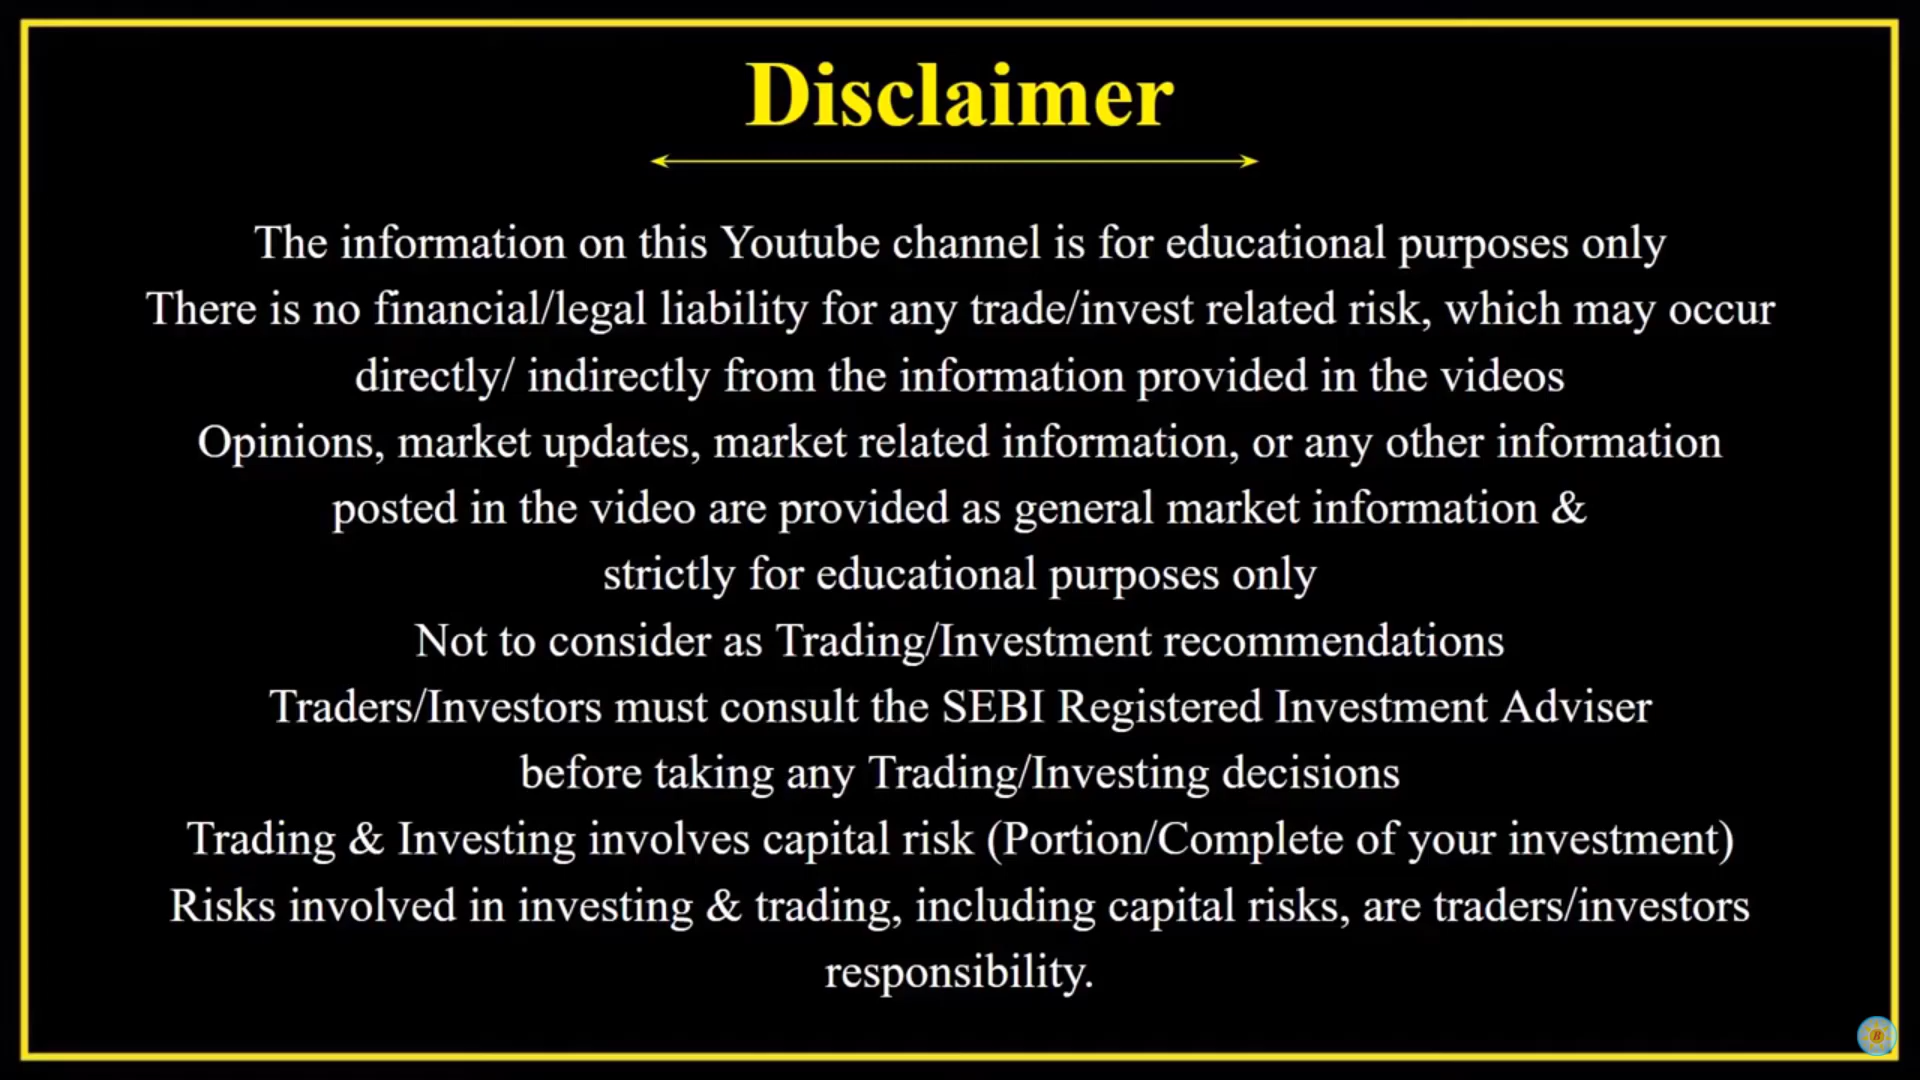 Disclaimer
The information on this Youtube channel is for educational purposes only
There is no financial/legal liability for any trade/invest related risk, which may occur
directly/ indirectly from the information provided in the videos
Opinions, market updates, market related information, or any other information
posted in the video are provided as general market information &
strictly for educational purposes only
Not to consider as Trading/Investment recommendations
Traders/Investors must consult the SEBI Registered Investment Adviser
before taking any Trading/Investing decisions
Trading & Investing involves capital risk (Portion/Complete of your investment)
Risks involved in investing & trading, including capital risks, are traders/investors
responsibility.